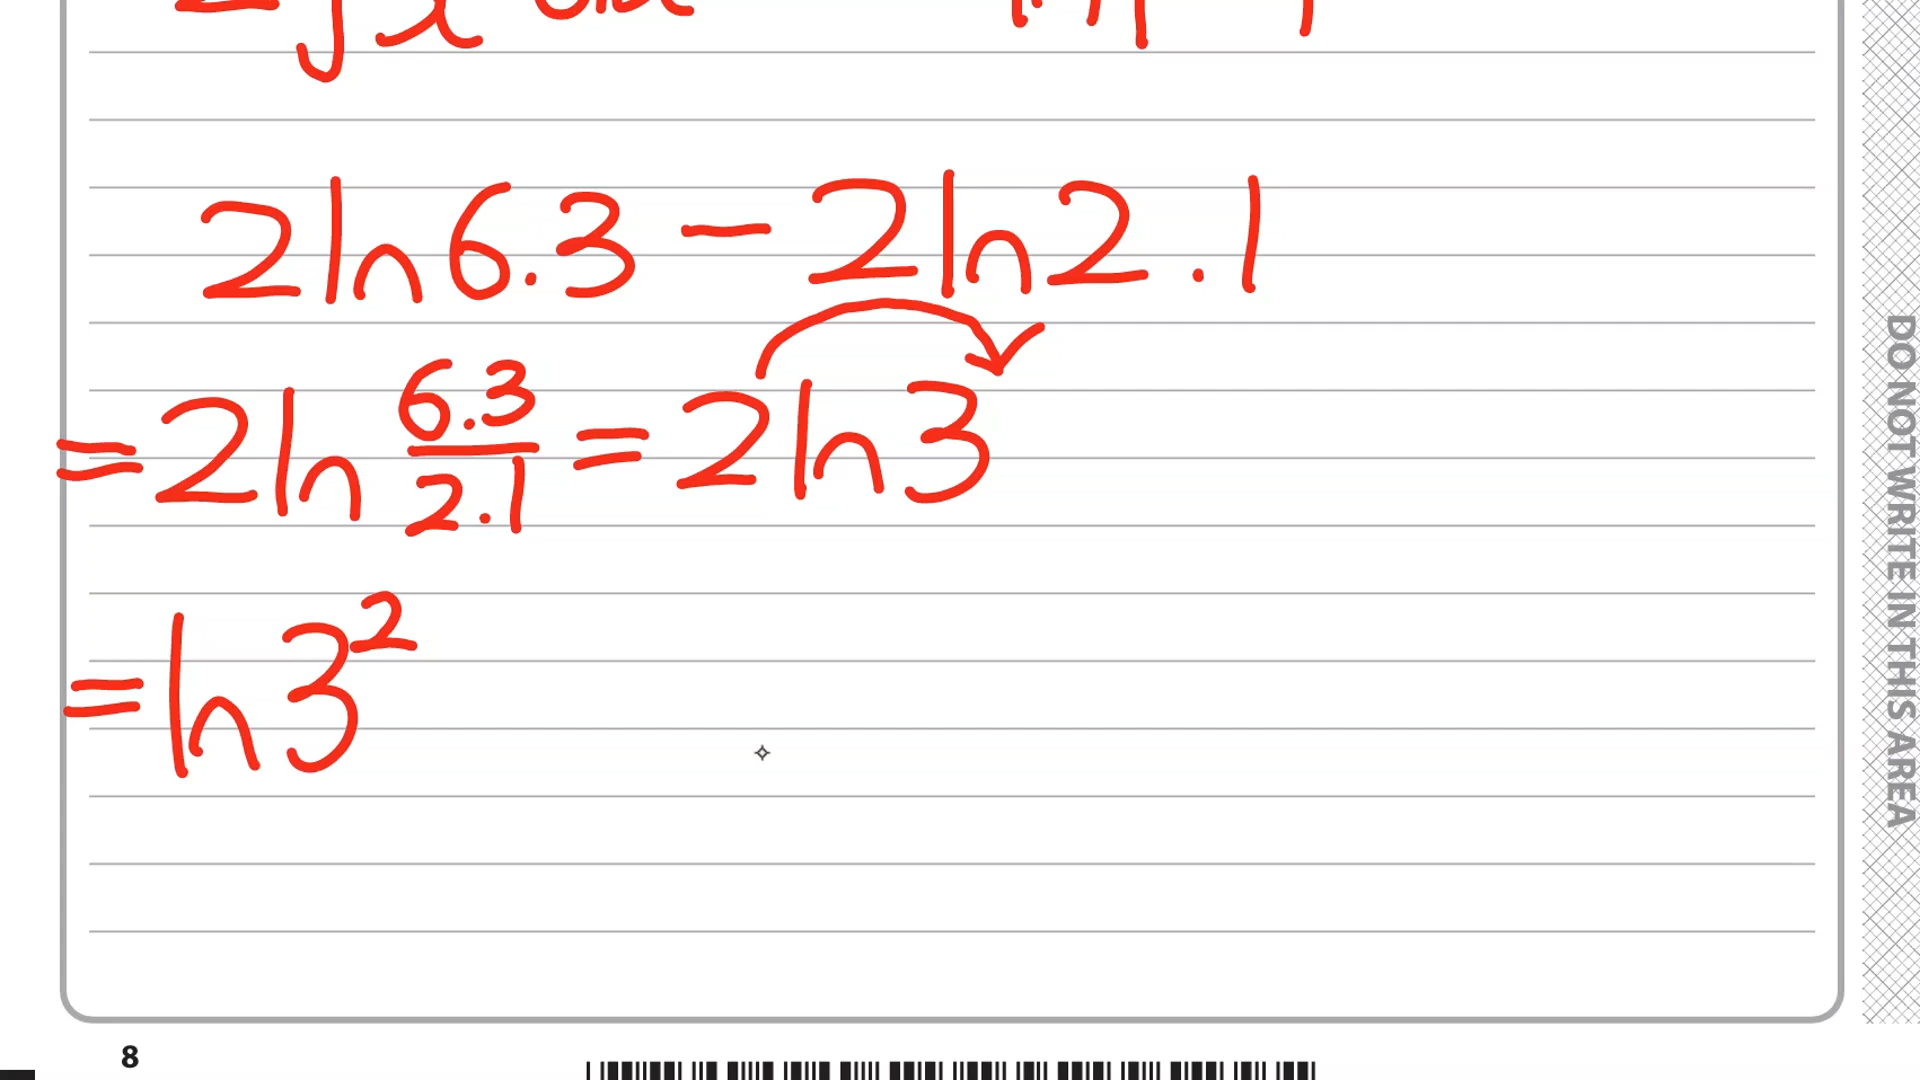 2ln6.3 - 2ln2.1
= 2ln 6.3/2.1 = 2ln3
= ln3²
DO NOT WRITE IN THIS AREA
8